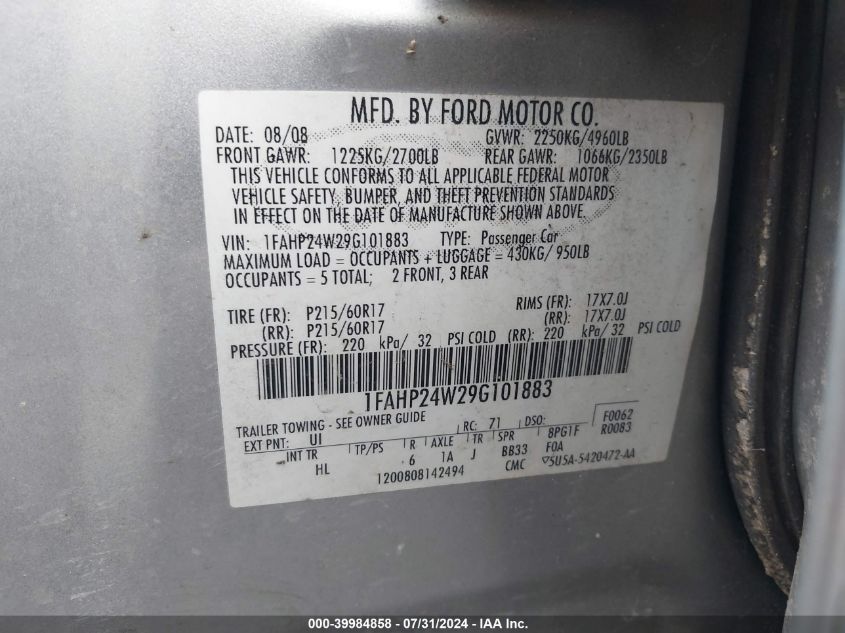 MFD. BY FORD MOTOR CO.
DATE: 08/08 GVWR: 2250KG/4960LB
FRONT GAWR: 1225KG/2700LB REAR GAWR: 1066KG/2350LB
THIS VEHICLE CONFORMS TO ALL APPLICABLE FEDERAL MOTOR
VEHICLE SAFETY, BUMPER, AND THEFT PREVENTION STANDARDS
IN EFFECT ON THE DATE OF MANUFACTURE SHOWN ABOVE.
VIN: 1FAHP24W29G101883 TYPE: Passenger Car
MAXIMUM LOAD = OCCUPANTS + LUGGAGE = 430KG/ 950LB
OCCUPANTS = 5 TOTAL; 2 FRONT, 3 REAR
TIRE (FR): P215/60R17 RIMS (FR): 17X7.0J
(RR): P215/60R17 (RR): 17X7.0J
PRESSURE (FR): 220 kPa/ 32 PSI COLD (RR): 220 kPa/ 32 PSI COLD
1FAHP24W29G101883
TRAILER TOWING - SEE OWNER GUIDE RC: 71 DSO: F0062
EXT PNT: UI TP/PS R AXLE TR SPR 8PG1F R0083
INT TR 6 1A J BB33 FOA
HL CMC ▽5U5A-5420472-AA
1200808142494
000-39984858 - 07/31/2024 - IAA Inc.